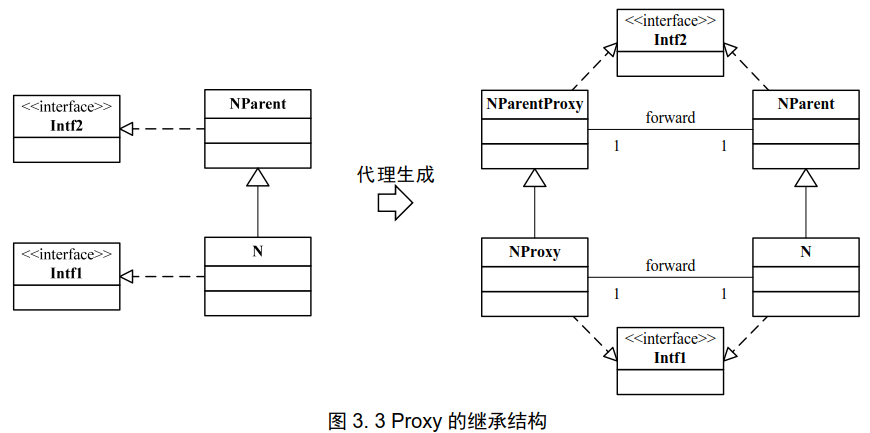 <<interface>>
Intf2
NParent
<<interface>>
Intf1
N
代理生成
<<interface>>
Intf2
NParentProxy
NParent
forward
1
1
NProxy
N
forward
1
1
<<interface>>
Intf1
图 3. 3 Proxy 的继承结构